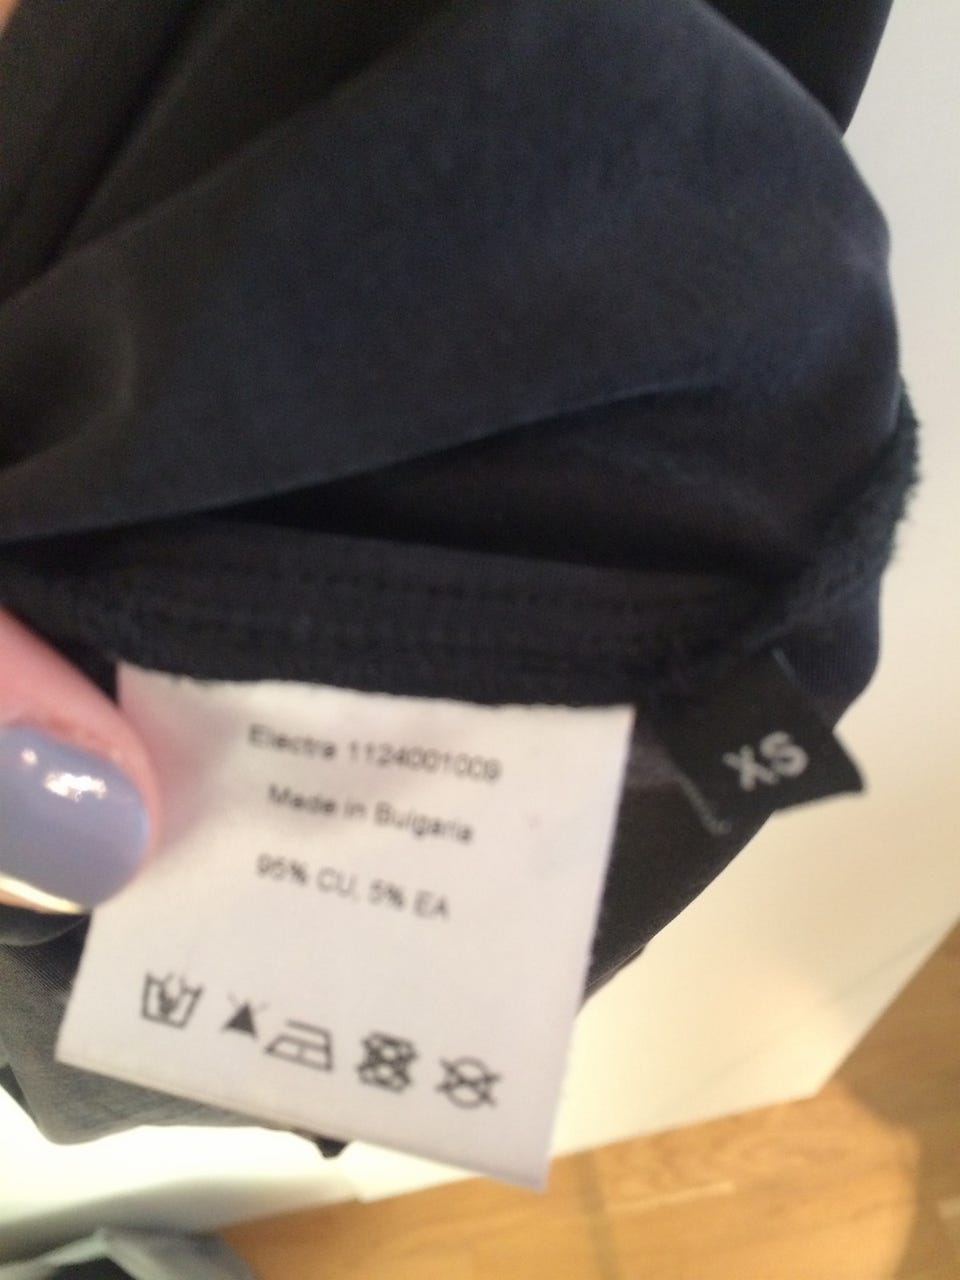 Electra 1124001009
Made in Bulgaria
95% CU, 5% EA
XS